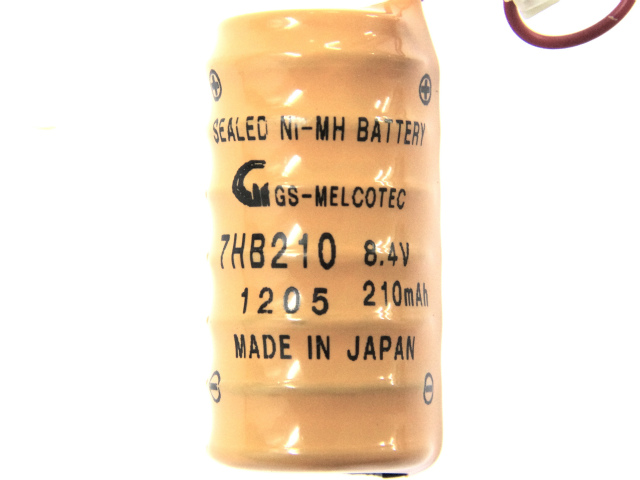 SEALED NI-MH BATTERY
GS-MELCOTEC
7HB210 8.4V
1205 210mAh
MADE IN JAPAN